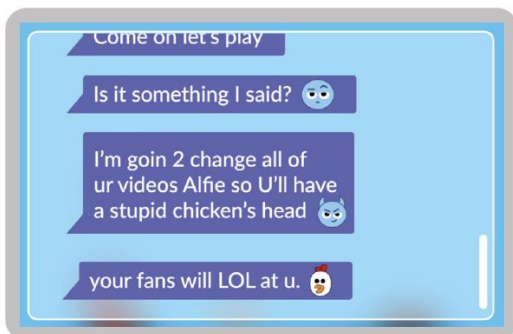 Come on let's play
Is it something I said?
I'm goin 2 change all of
ur videos Alfie so U'll have
a stupid chicken's head
your fans will LOL at u.